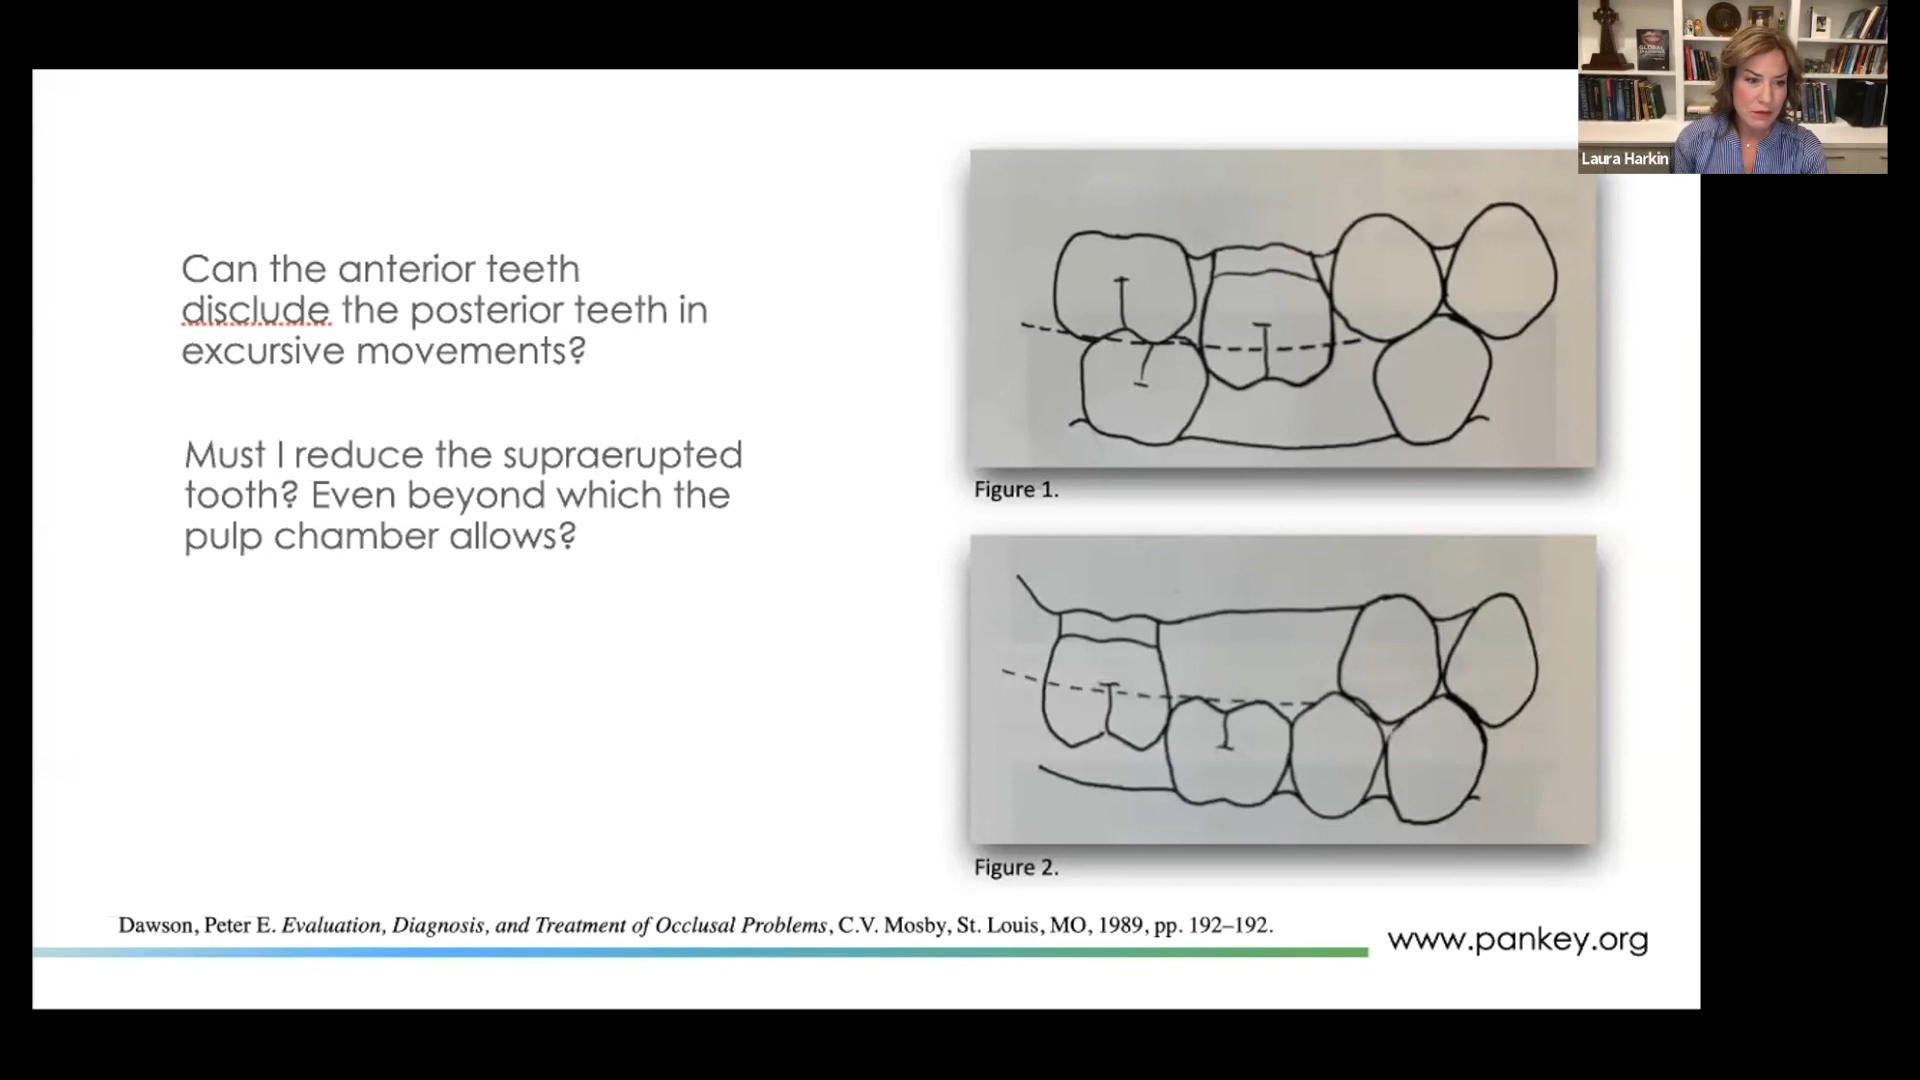 Laura Harkin
Can the anterior teeth
disclude the posterior teeth in
excursive movements?
Must I reduce the supraerupted
tooth? Even beyond which the
pulp chamber allows?
Figure 1.
Figure 2.
Dawson, Peter E. Evaluation, Diagnosis, and Treatment of Occlusal Problems, C.V. Mosby, St. Louis, MO, 1989, pp. 192–192.
www.pankey.org